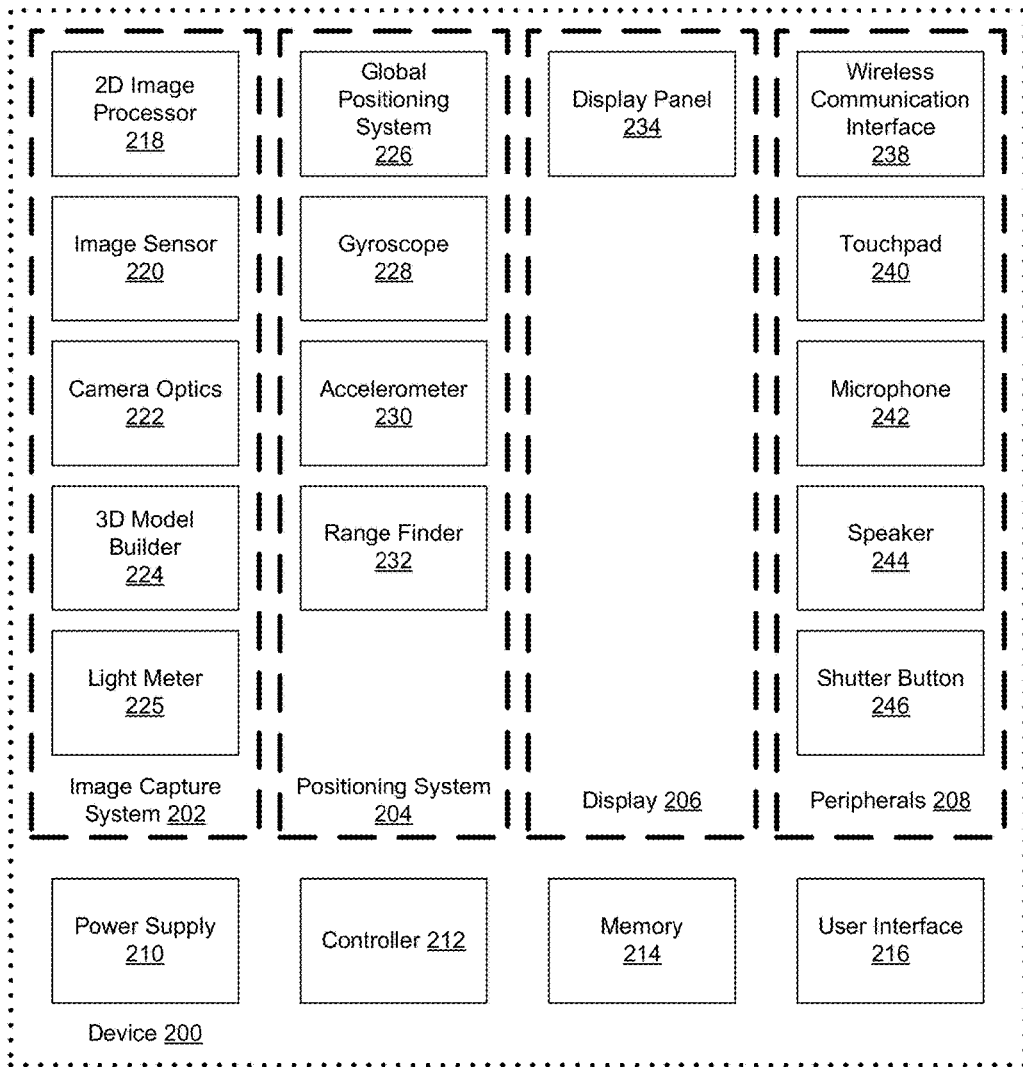 2D Image
Processor
218
Image Sensor
220
Camera Optics
222
3D Model
Builder
224
Light Meter
225
Image Capture
System 202
Global
Positioning
System
226
Gyroscope
228
Accelerometer
230
Range Finder
232
Positioning System
204
Display Panel
234
Display 206
Wireless
Communication
Interface
238
Touchpad
240
Microphone
242
Speaker
244
Shutter Button
246
Peripherals 208
Power Supply
210
Controller 212
Memory
214
User Interface
216
Device 200